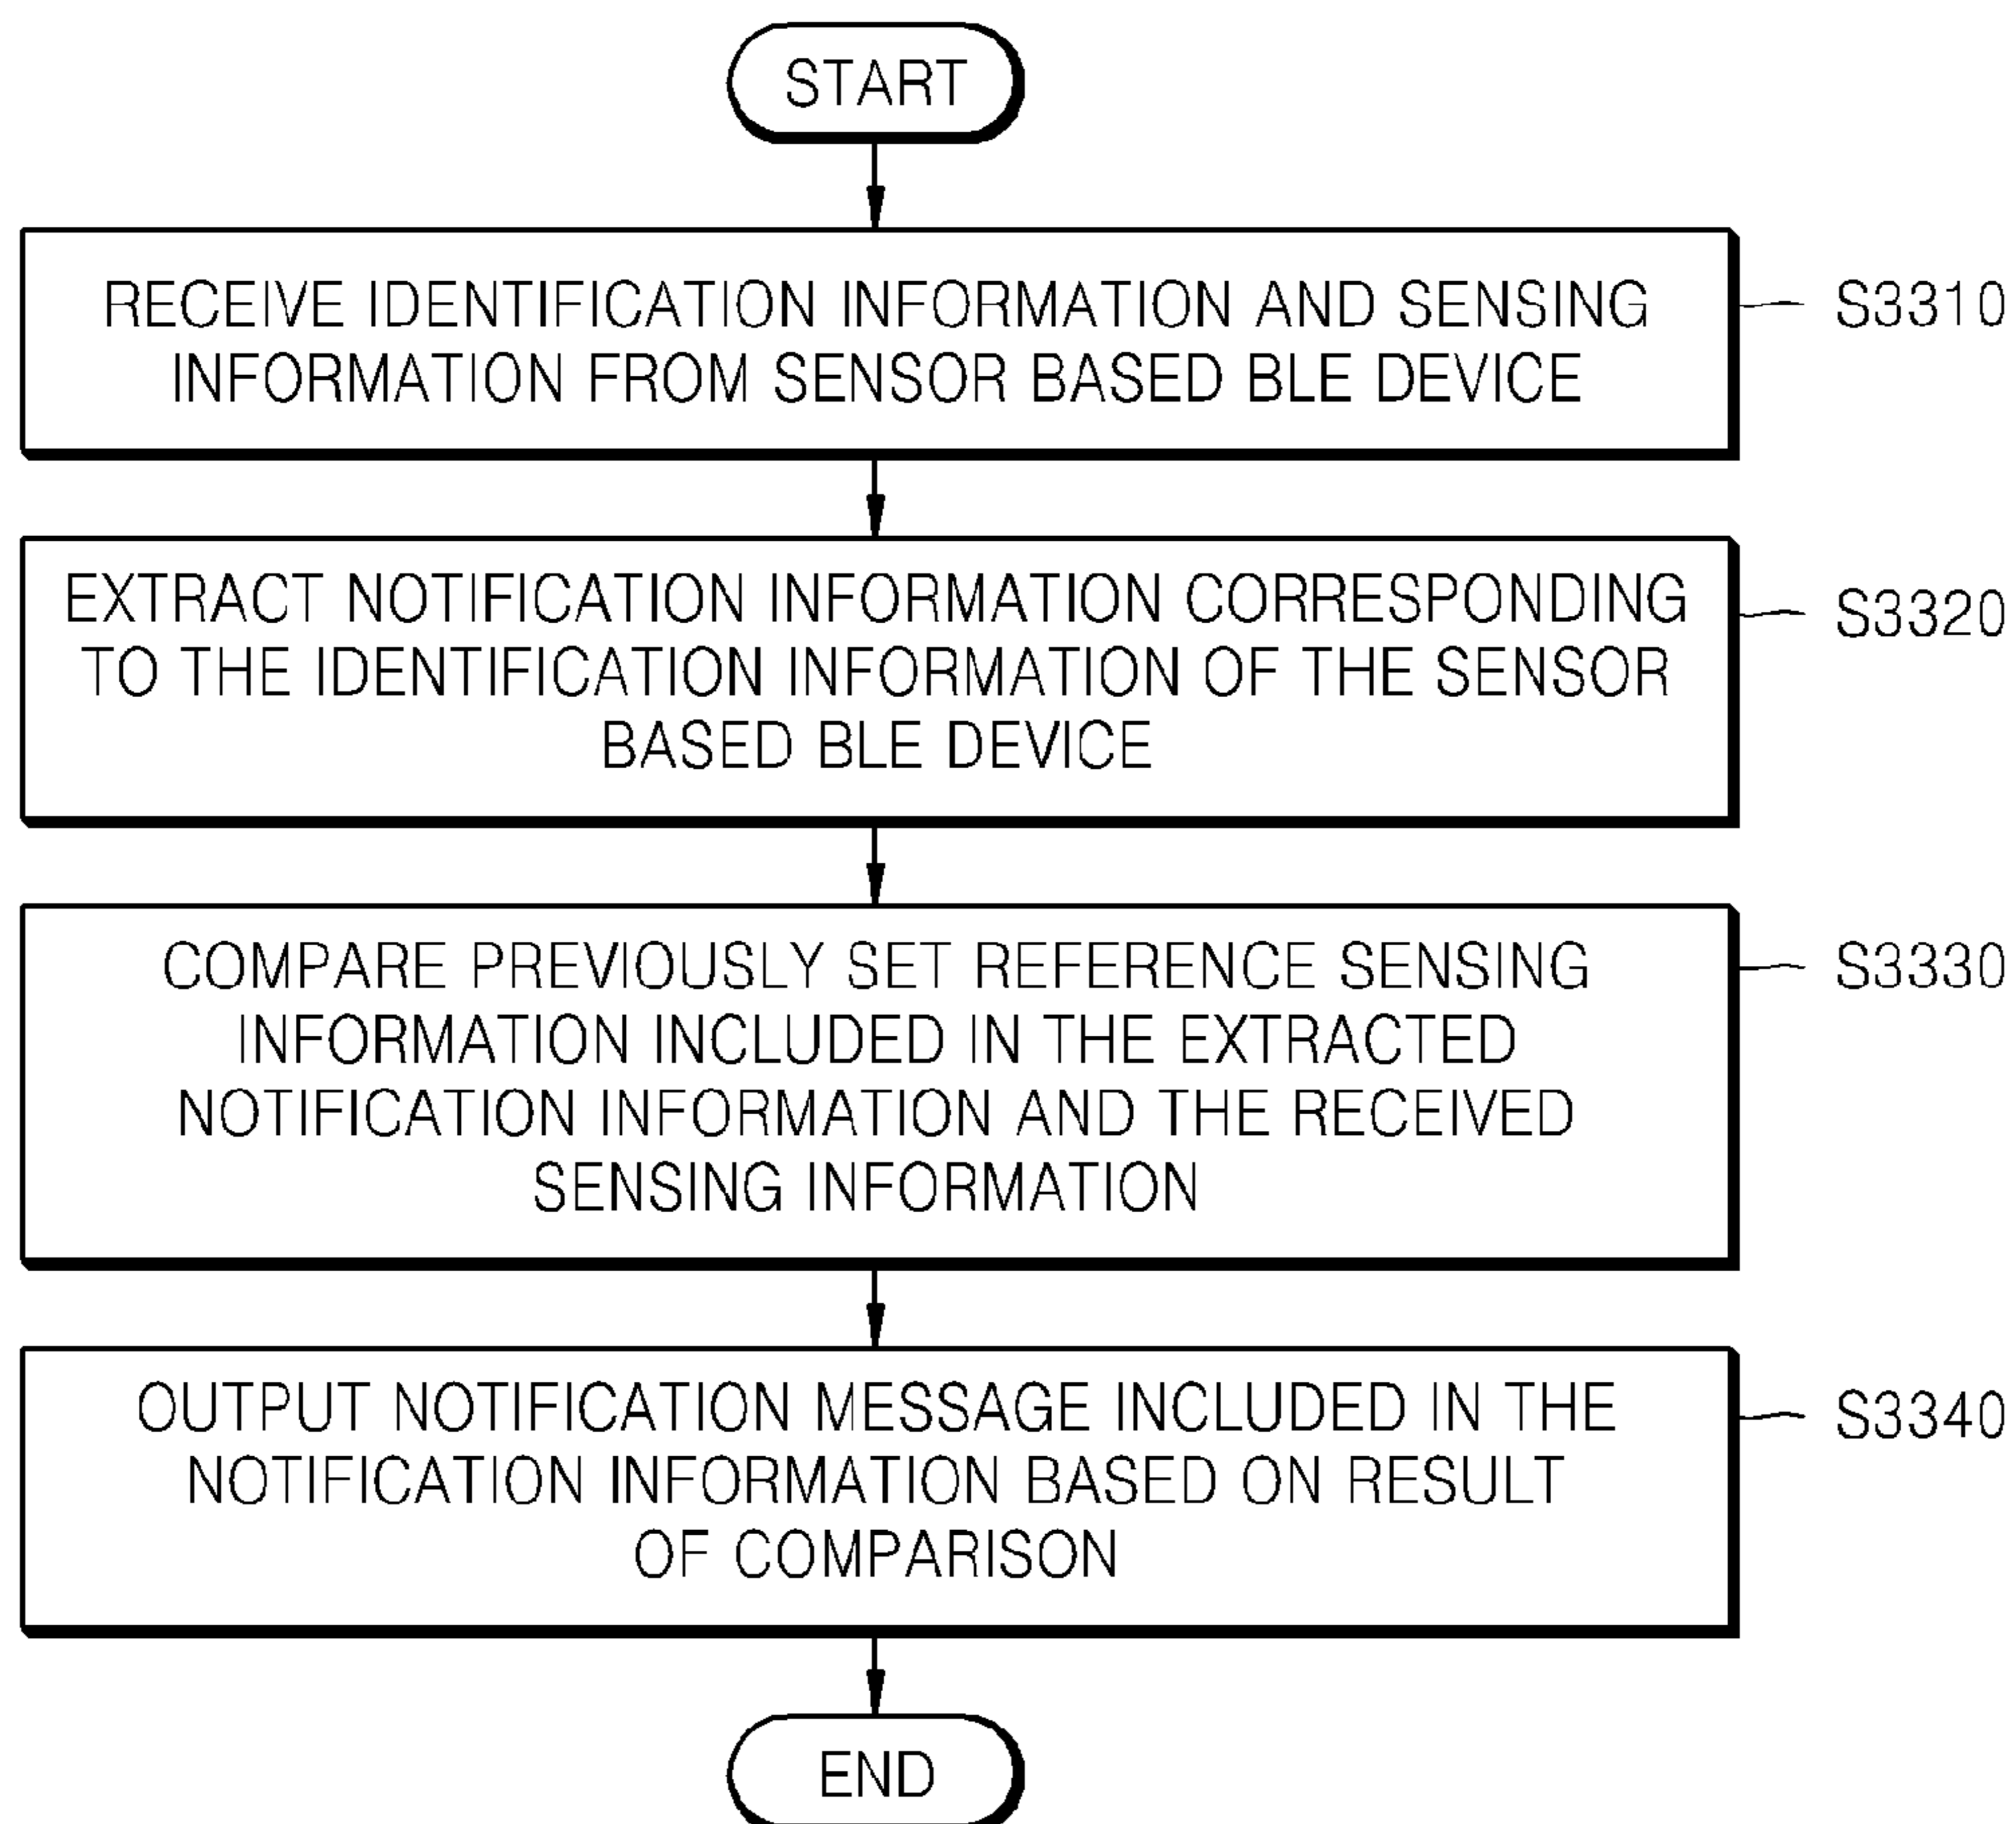 START
RECEIVE IDENTIFICATION INFORMATION AND SENSING
INFORMATION FROM SENSOR BASED BLE DEVICE
S3310
EXTRACT NOTIFICATION INFORMATION CORRESPONDING
TO THE IDENTIFICATION INFORMATION OF THE SENSOR
BASED BLE DEVICE
S3320
COMPARE PREVIOUSLY SET REFERENCE SENSING
INFORMATION INCLUDED IN THE EXTRACTED
NOTIFICATION INFORMATION AND THE RECEIVED
SENSING INFORMATION
S3330
OUTPUT NOTIFICATION MESSAGE INCLUDED IN THE
NOTIFICATION INFORMATION BASED ON RESULT
OF COMPARISON
S3340
END